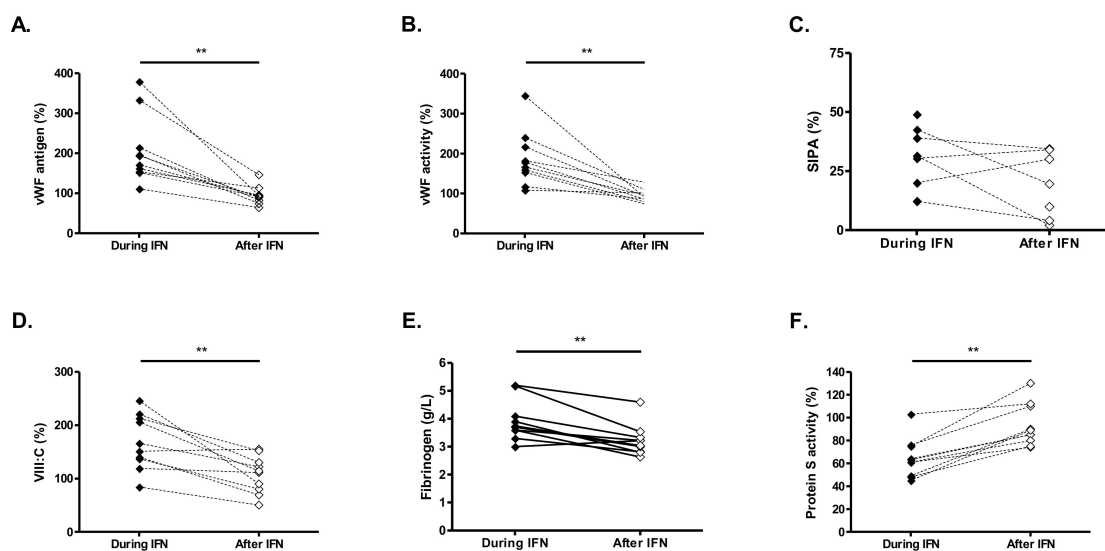 A.
**
vWF antigen (%)
400
300
200
100
0
During IFN After IFN
B.
**
vWF activity (%)
400
300
200
100
0
During IFN After IFN
C.
SIPA (%)
75
50
25
0
During IFN After IFN
D.
**
VIII:C (%)
300
200
100
0
During IFN After IFN
E.
**
Fibrinogen (g/L)
6
5
4
3
2
1
0
During IFN After IFN
F.
**
Protein S activity (%)
140
120
100
80
60
40
20
0
During IFN After IFN